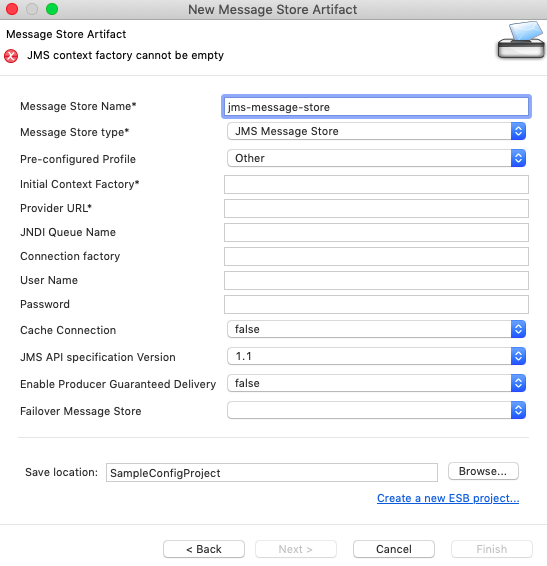 New Message Store Artifact
Message Store Artifact
JMS context factory cannot be empty
Message Store Name* jms-message-store
Message Store type* JMS Message Store
Pre-configured Profile Other
Initial Context Factory*
Provider URL*
JNDI Queue Name
Connection factory
User Name
Password
Cache Connection false
JMS API specification Version 1.1
Enable Producer Guaranteed Delivery false
Failover Message Store
Save location: SampleConfigProject Browse...
Create a new ESB project...
< Back Next > Cancel Finish